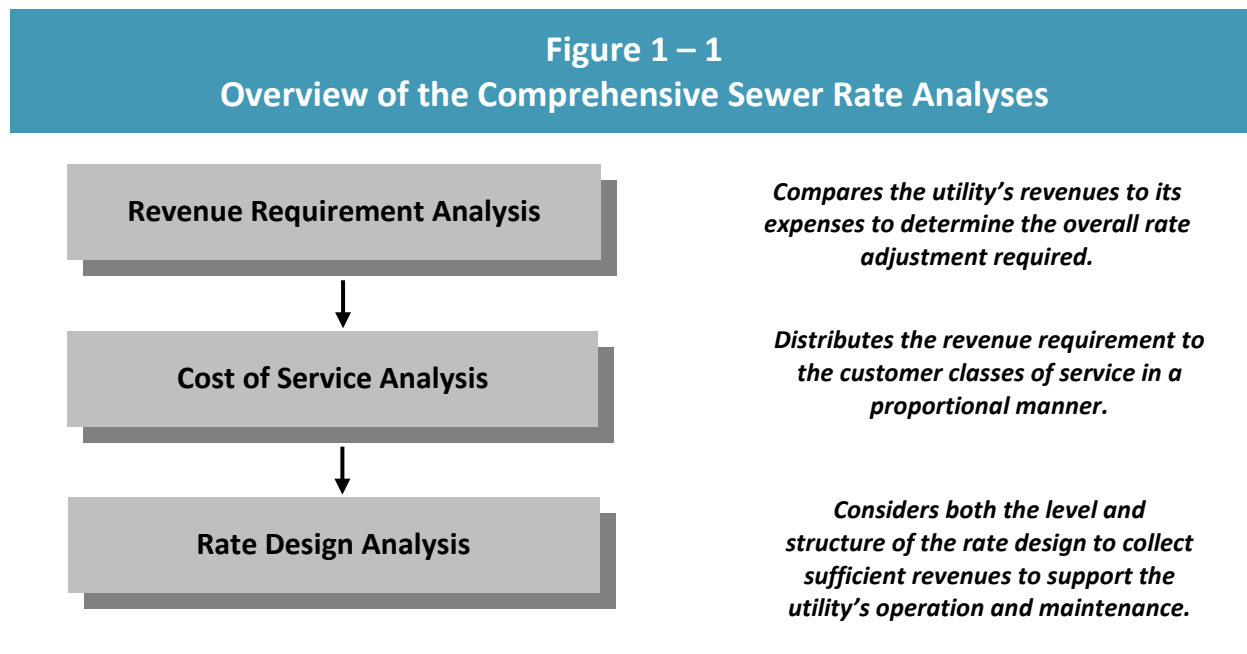 Figure 1 – 1
Overview of the Comprehensive Sewer Rate Analyses
Revenue Requirement Analysis
Compares the utility’s revenues to its
expenses to determine the overall rate
adjustment required.
Cost of Service Analysis
Distributes the revenue requirement to
the customer classes of service in a
proportional manner.
Rate Design Analysis
Considers both the level and
structure of the rate design to collect
sufficient revenues to support the
utility’s operation and maintenance.